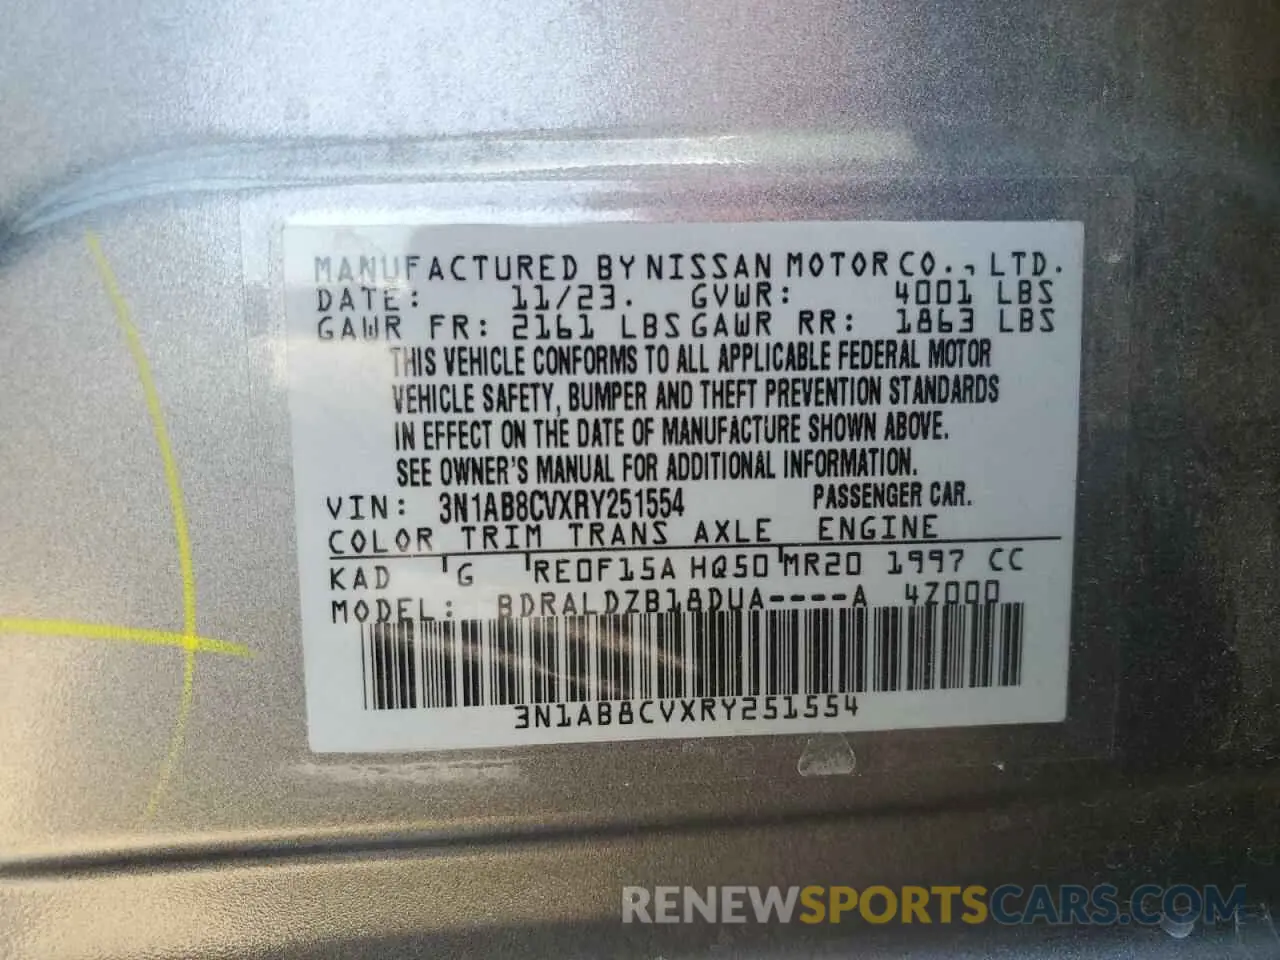 MANUFACTURED BY NISSAN MOTOR CO., LTD.
DATE: 11/23. GVWR: 4001 LBS
GAWR FR: 2161 LBS GAWR RR: 1863 LBS
THIS VEHICLE CONFORMS TO ALL APPLICABLE FEDERAL MOTOR
VEHICLE SAFETY, BUMPER AND THEFT PREVENTION STANDARDS
IN EFFECT ON THE DATE OF MANUFACTURE SHOWN ABOVE.
SEE OWNER'S MANUAL FOR ADDITIONAL INFORMATION.
VIN: 3N1AB8CVXRY251554 PASSENGER CAR.
COLOR TRIM TRANS AXLE ENGINE
KAD G RE0F15A HQ50 MR20 1997 CC
MODEL: BDRALDZB18DUA----A 4Z000
3N1AB8CVXRY251554
RENEWSPORTSCARS.COM